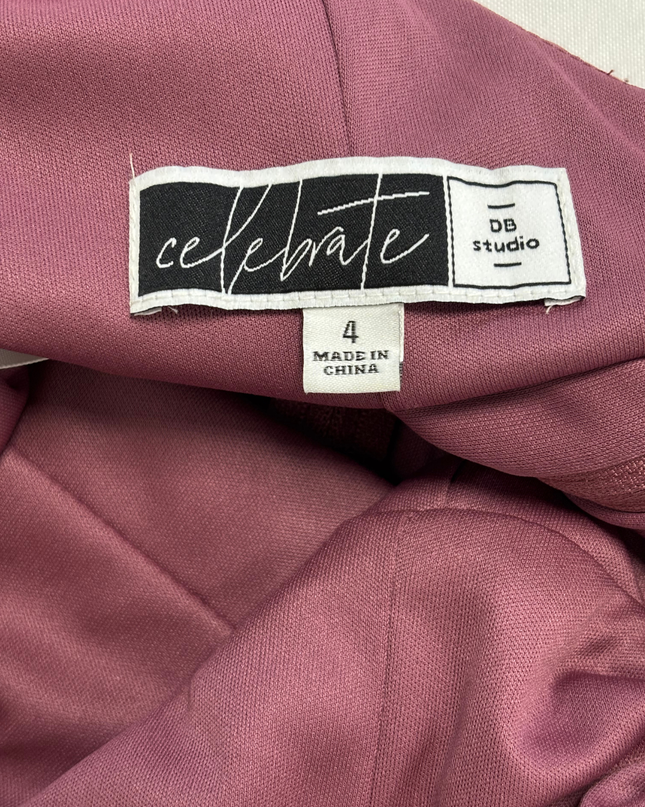 celebrate
DB
studio
4
MADE IN
CHINA